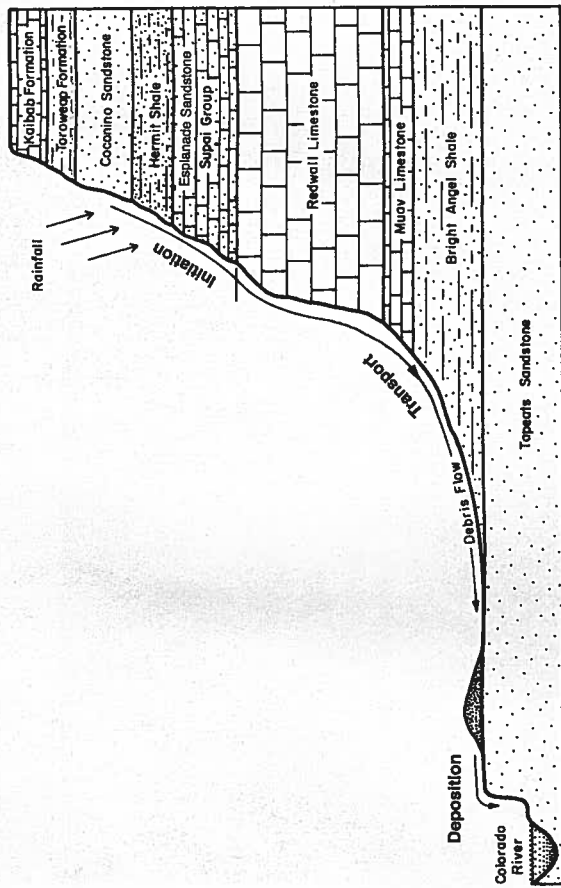 Kaibab Formation
Toroweap Formation
Coconino Sandstone
Hermit Shale
Esplanade Sandstone
Supai Group
Redwall Limestone
Muav Limestone
Bright Angel Shale
Tapeats Sandstone
Rainfall
Initiation
Transport
Debris Flow
Deposition
Colorado
River